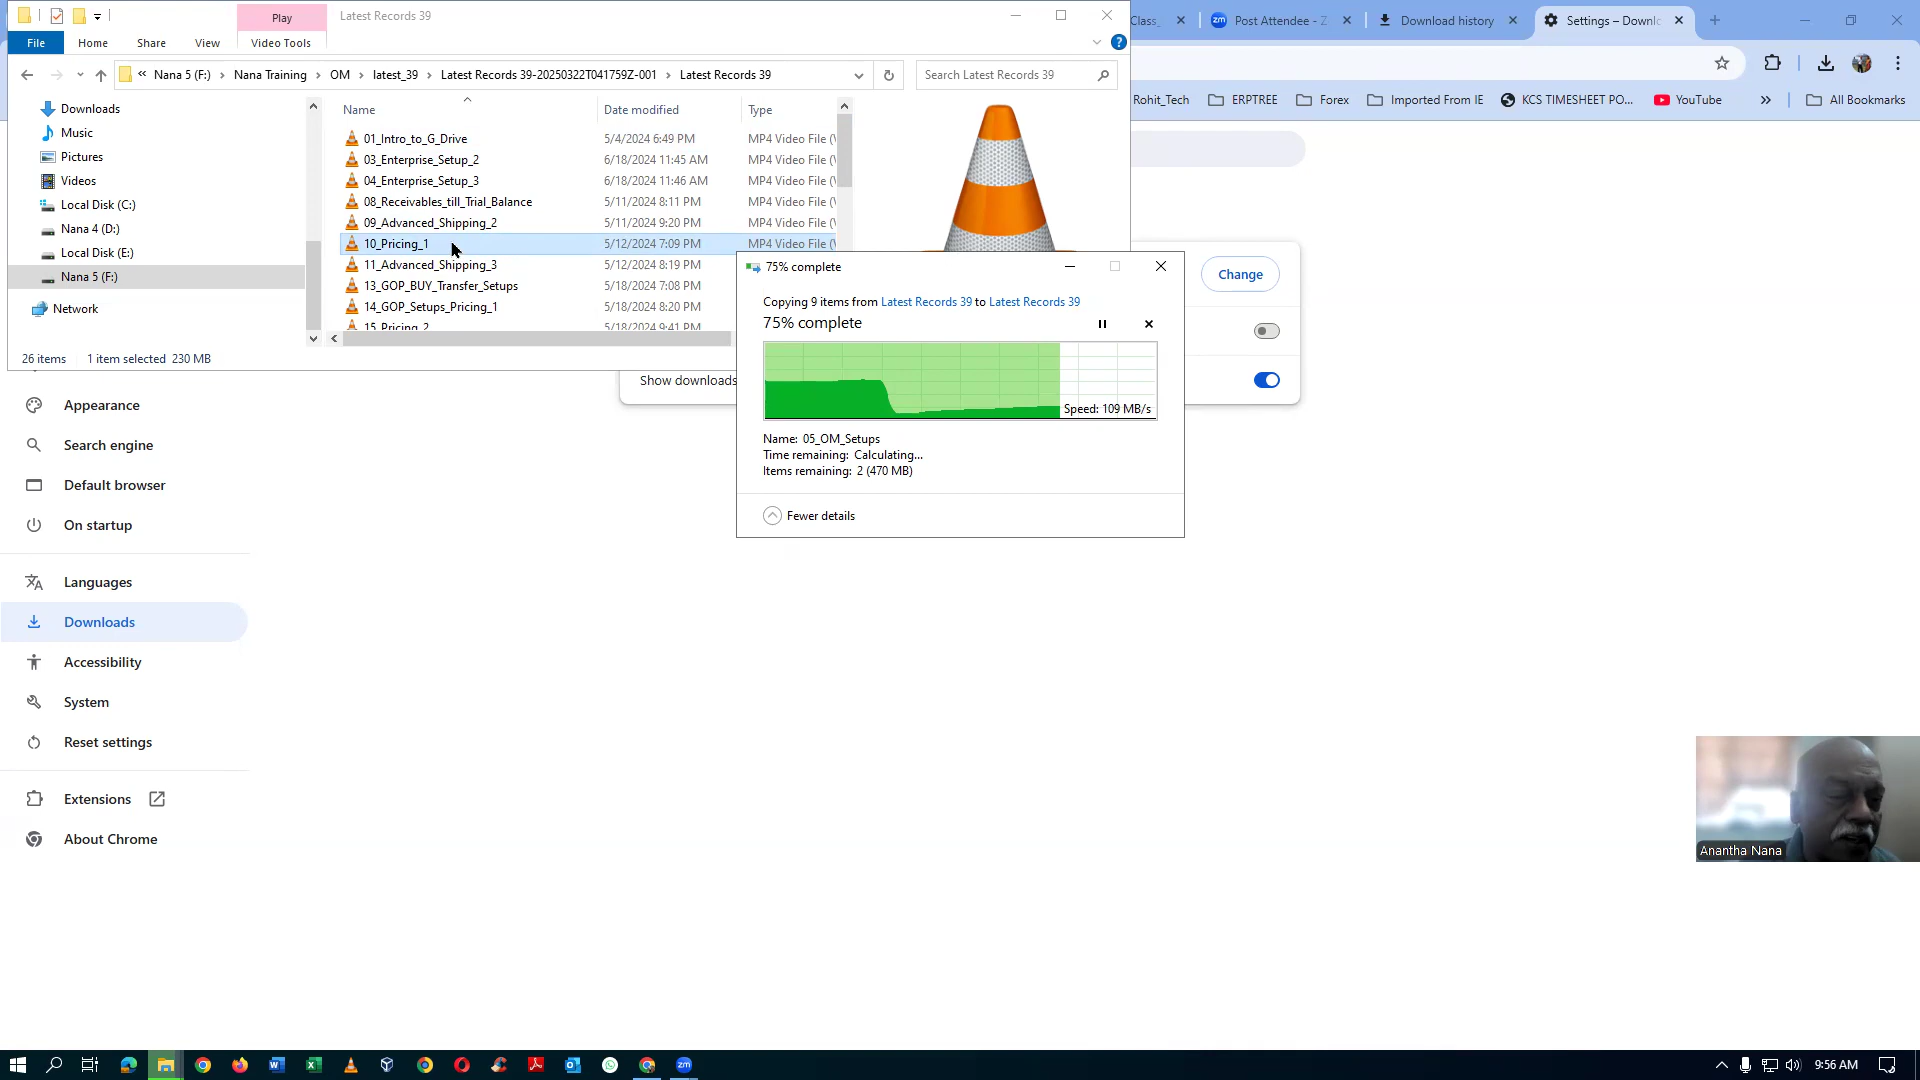 Play
Latest Records 39
File
Home
Share
View
Video Tools
« Nana 5 (F:) > Nana Training > OM > latest_39 > Latest Records 39-20250322T041759Z-001 > Latest Records 39
Search Latest Records 39
Downloads
Music
Pictures
Videos
Local Disk (C:)
Nana 4 (D:)
Local Disk (E:)
Nana 5 (F:)
Network
Name Date modified Type
01_Intro_to_G_Drive 5/4/2024 6:49 PM MP4 Video File (V
03_Enterprise_Setup_2 6/18/2024 11:45 AM MP4 Video File (V
04_Enterprise_Setup_3 6/18/2024 11:46 AM MP4 Video File (V
08_Receivables_till_Trial_Balance 5/11/2024 8:11 PM MP4 Video File (V
09_Advanced_Shipping_2 5/11/2024 9:20 PM MP4 Video File (V
10_Pricing_1 5/12/2024 7:09 PM MP4 Video File (V
11_Advanced_Shipping_3 5/12/2024 8:19 PM
13_GOP_BUY_Transfer_Setups 5/18/2024 7:08 PM
14_GOP_Setups_Pricing_1 5/18/2024 8:20 PM
15_Pricing_2 5/18/2024 9:41 PM
26 items 1 item selected 230 MB
Class_
Post Attendee - Z
Download history
Settings – Downlo
Rohit_Tech
ERPTREE
Forex
Imported From IE
KCS TIMESHEET PO...
YouTube
»
All Bookmarks
Change
Show downloads
75% complete
Copying 9 items from Latest Records 39 to Latest Records 39
75% complete
Speed: 109 MB/s
Name: 05_OM_Setups
Time remaining: Calculating...
Items remaining: 2 (470 MB)
Fewer details
Appearance
Search engine
Default browser
On startup
Languages
Downloads
Accessibility
System
Reset settings
Extensions
About Chrome
Anantha Nana
9:56 AM